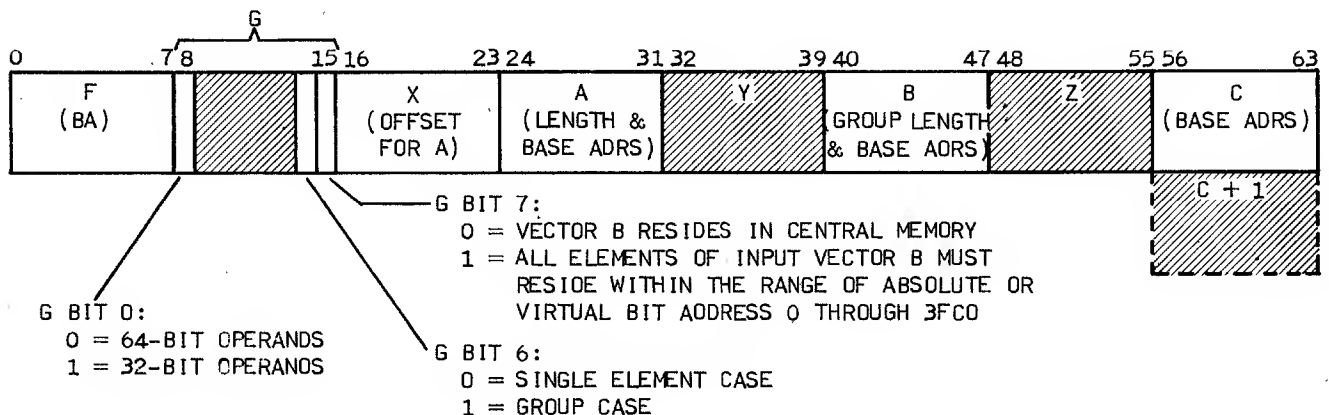 G
0 7 8 15 16 23 24 31 32 39 40 47 48 55 56 63
F X A Y B Z C
(BA) (OFFSET (LENGTH & (GROUP LENGTH (BASE ADRS)
FOR A) BASE ADRS) & BASE AORS)
C + 1
G BIT 7:
0 = VECTOR B RESIDES IN CENTRAL MEMORY
1 = ALL ELEMENTS OF INPUT VECTOR B MUST
RESIDE WITHIN THE RANGE OF ABSOLUTE OR
VIRTUAL BIT ADDRESS 0 THROUGH 3FC0
G BIT 0:
0 = 64-BIT OPERANDS
1 = 32-BIT OPERANDS
G BIT 6:
0 = SINGLE ELEMENT CASE
1 = GROUP CASE